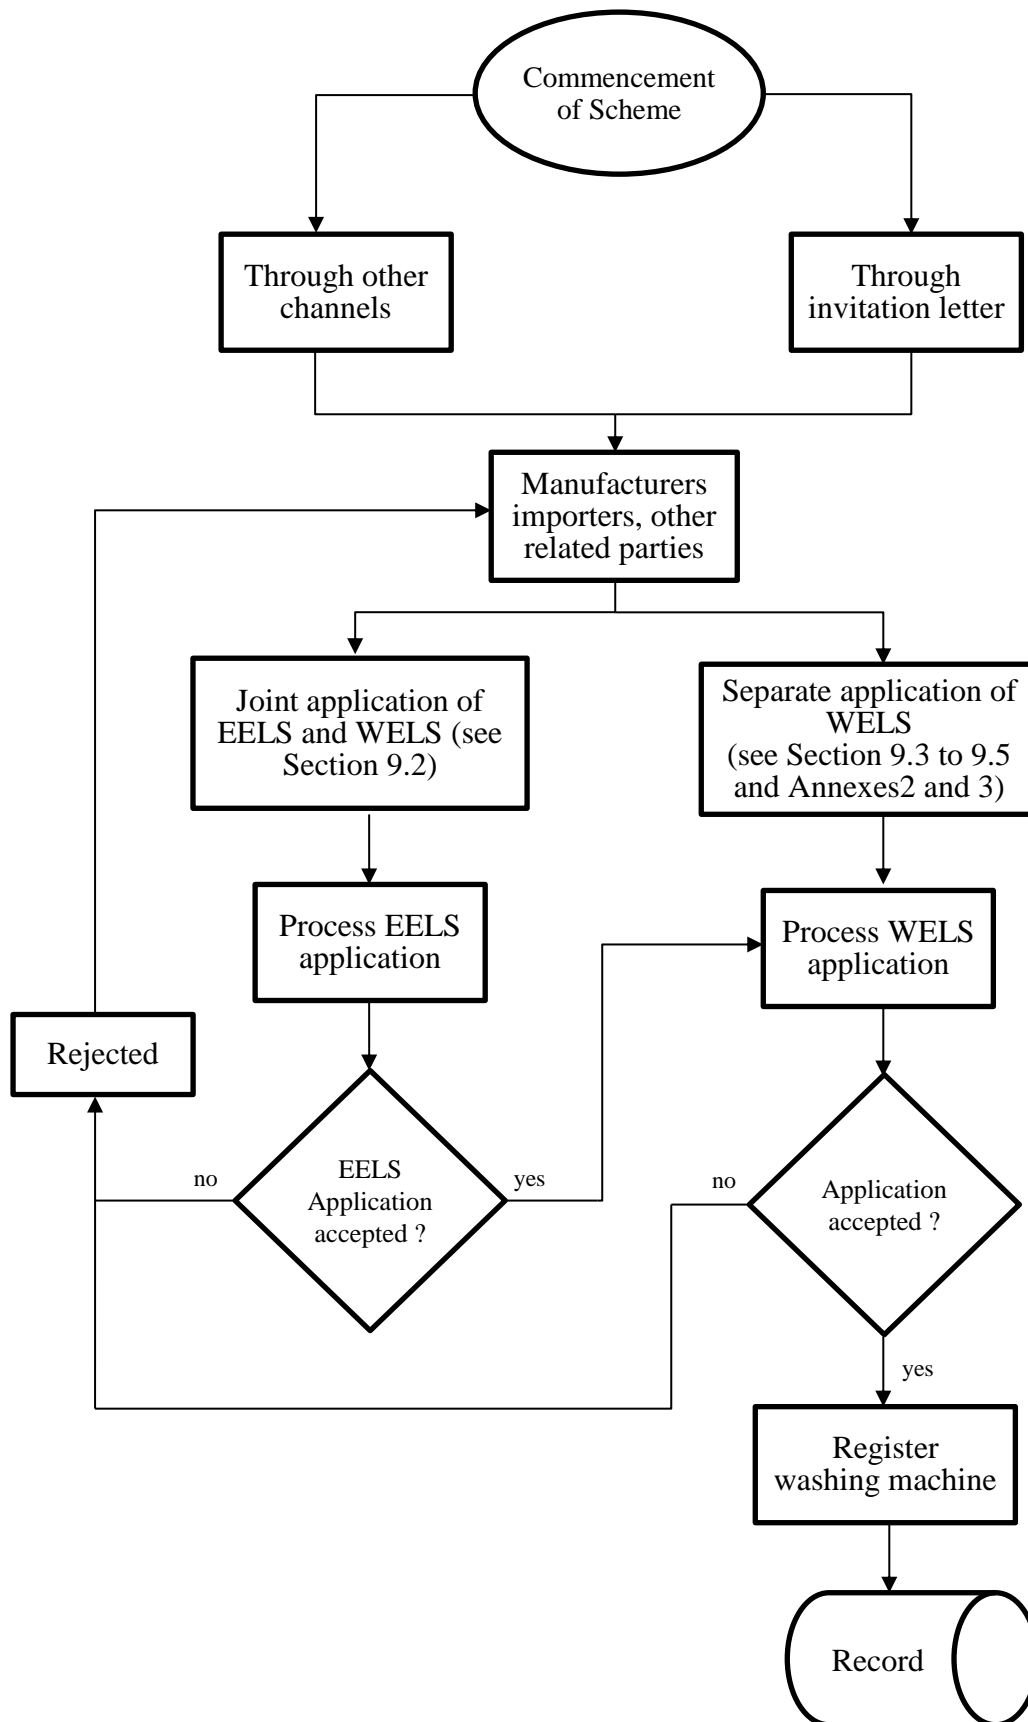 Commencement
of Scheme
Through other
channels
Through
invitation letter
Manufacturers
importers, other
related parties
Joint application of
EELS and WELS (see
Section 9.2)
Separate application of
WELS
(see Section 9.3 to 9.5
and Annexes2 and 3)
Process EELS
application
Process WELS
application
Rejected
no
EELS
Application
accepted ?
yes
no
Application
accepted ?
yes
Register
washing machine
Record